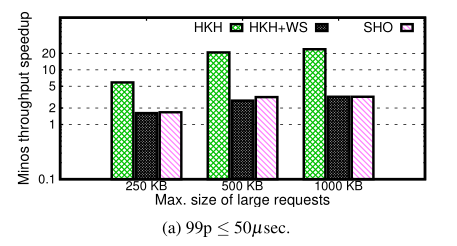 HKH HKH+WS SHO
Minos throughput speedup
20
10
5
2
1
0.1
250 KB 500 KB 1000 KB
Max. size of large requests
(a) 99p ≤ 50μsec.